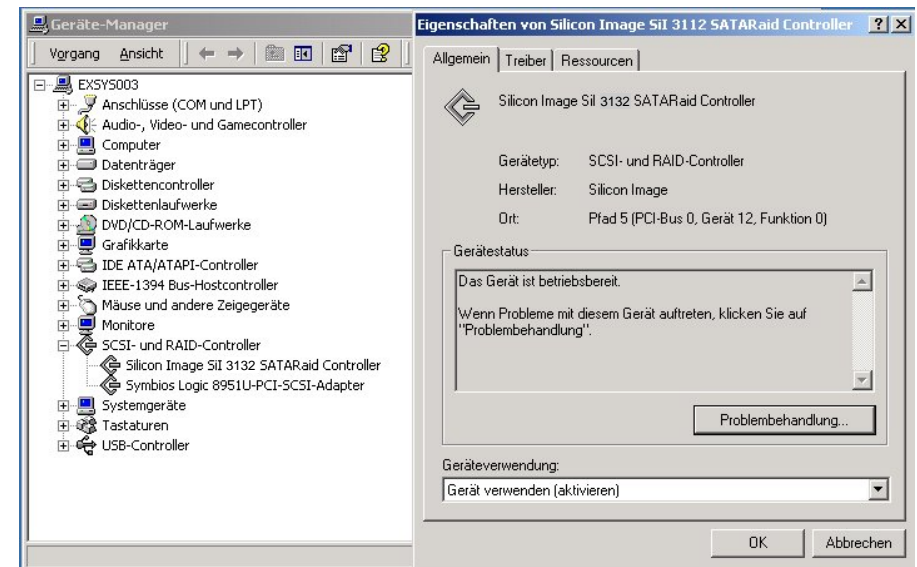 Geräte-Manager
Vorgang Ansicht
EXSYS003
Anschlüsse (COM und LPT)
Audio-, Video- und Gamecontroller
Computer
Datenträger
Diskettencontroller
Diskettenlaufwerke
DVD/CD-ROM-Laufwerke
Grafikkarte
IDE ATA/ATAPI-Controller
IEEE-1394 Bus-Hostcontroller
Mäuse und andere Zeigegeräte
Monitore
SCSI- und RAID-Controller
Silicon Image SiI 3132 SATARaid Controller
Symbios Logic 8951U-PCI-SCSI-Adapter
Systemgeräte
Tastaturen
USB-Controller
Eigenschaften von Silicon Image SiI 3112 SATARaid Controller
Allgemein Treiber Ressourcen
Silicon Image SiI 3132 SATARaid Controller
Gerätetyp: SCSI- und RAID-Controller
Hersteller: Silicon Image
Ort: Pfad 5 (PCI-Bus 0, Gerät 12, Funktion 0)
Gerätestatus
Das Gerät ist betriebsbereit.
Wenn Probleme mit diesem Gerät auftreten, klicken Sie auf
"Problembehandlung".
Problembehandlung...
Geräteverwendung:
Gerät verwenden (aktivieren)
OK Abbrechen